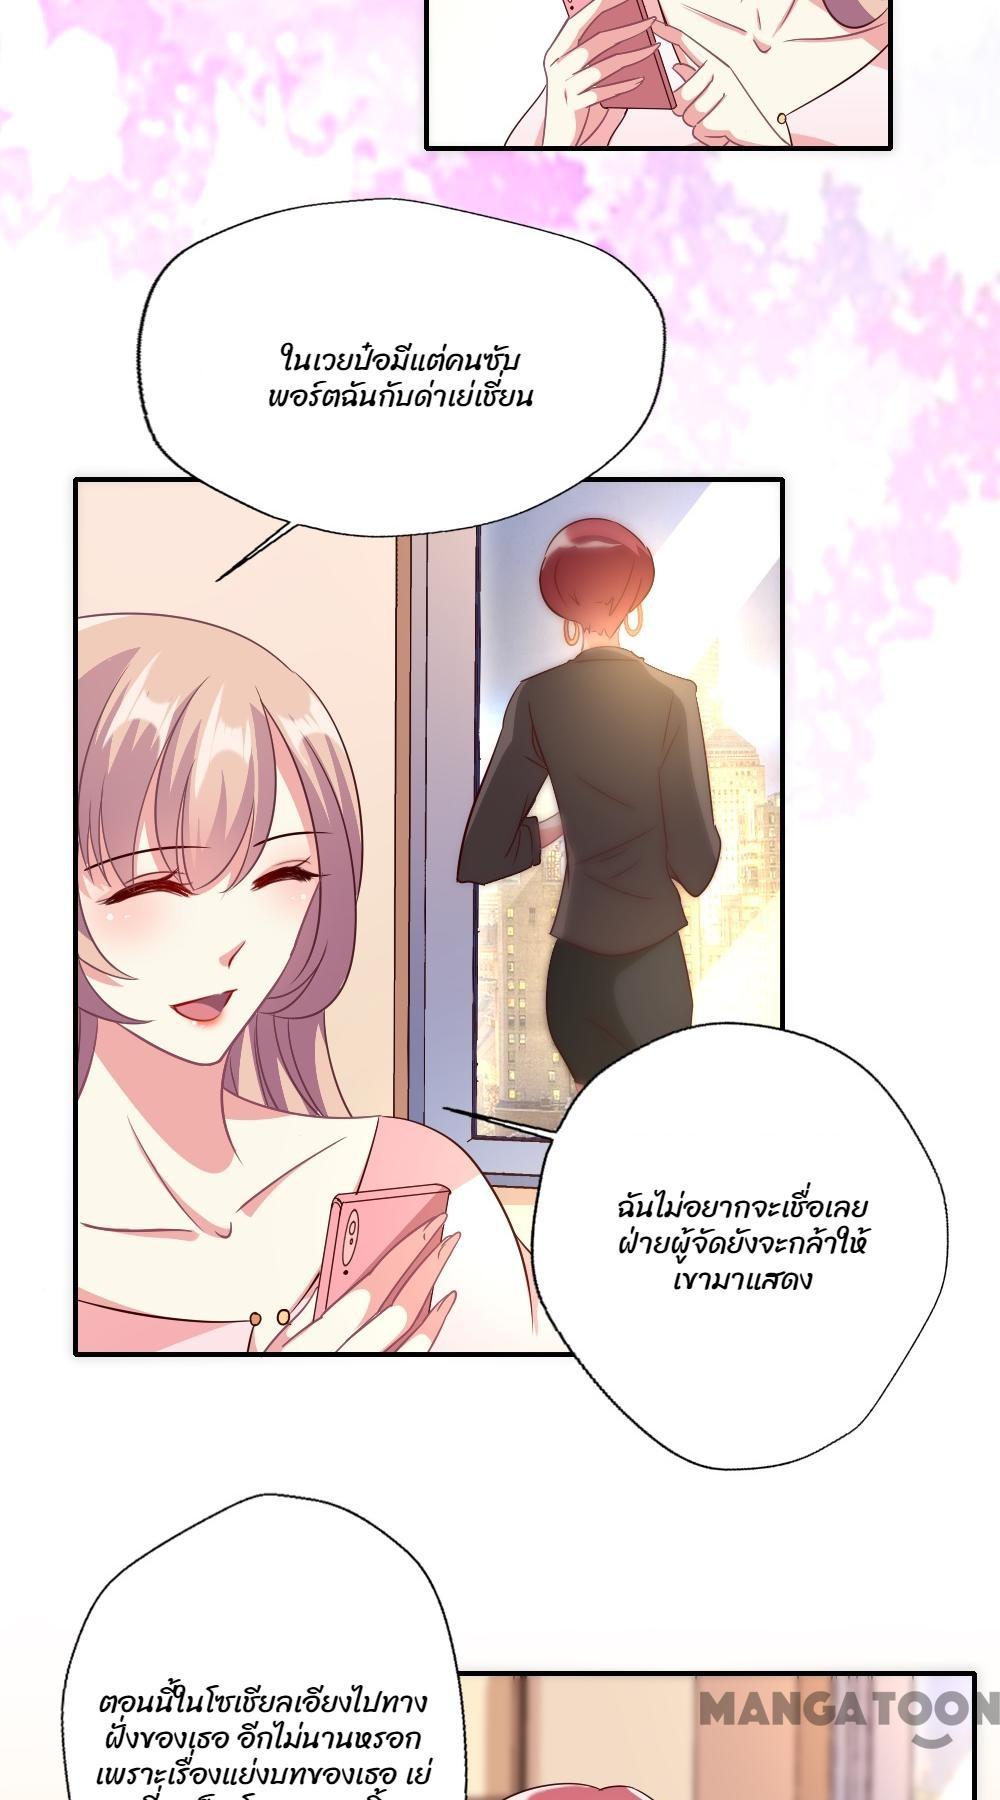 ในเวยป๋อมีแต่คนซับ
พอร์ตฉันกับด่าเย่เชี่ยน
ฉันไม่อยากจะเชื่อเลย
ฝ่ายผู้จัดยังจะกล้าให้
เขามาแสดง
MANGATOON
ตอนนี้ในโซเชียลเอียงไปทาง
ฝั่งของเธอ อีกไม่นานหรอก
เพราะเรื่องแย่งบทของเธอ เย่